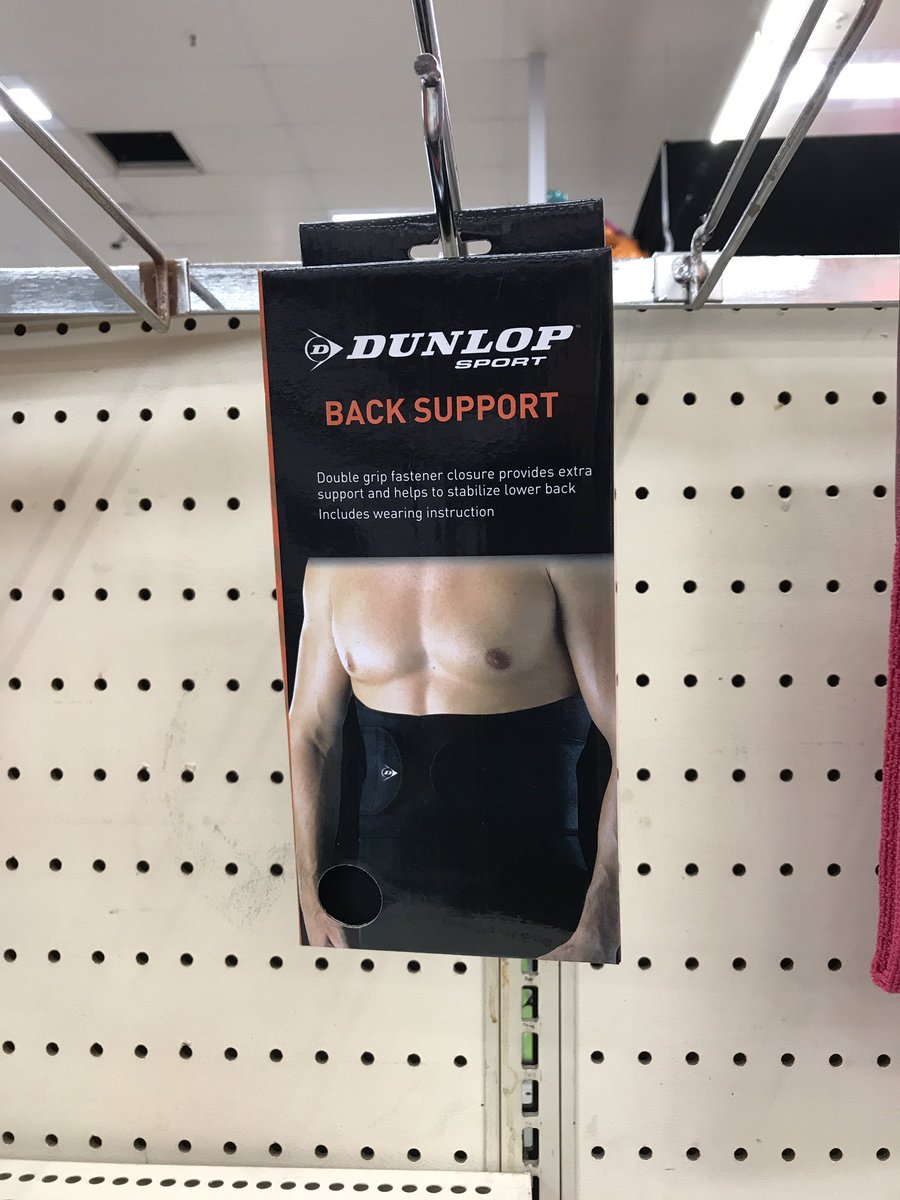 D DUNLOP™
SPORT
BACK SUPPORT
Double grip fastener closure provides extra
support and helps to stabilize lower back
Includes wearing instruction
D